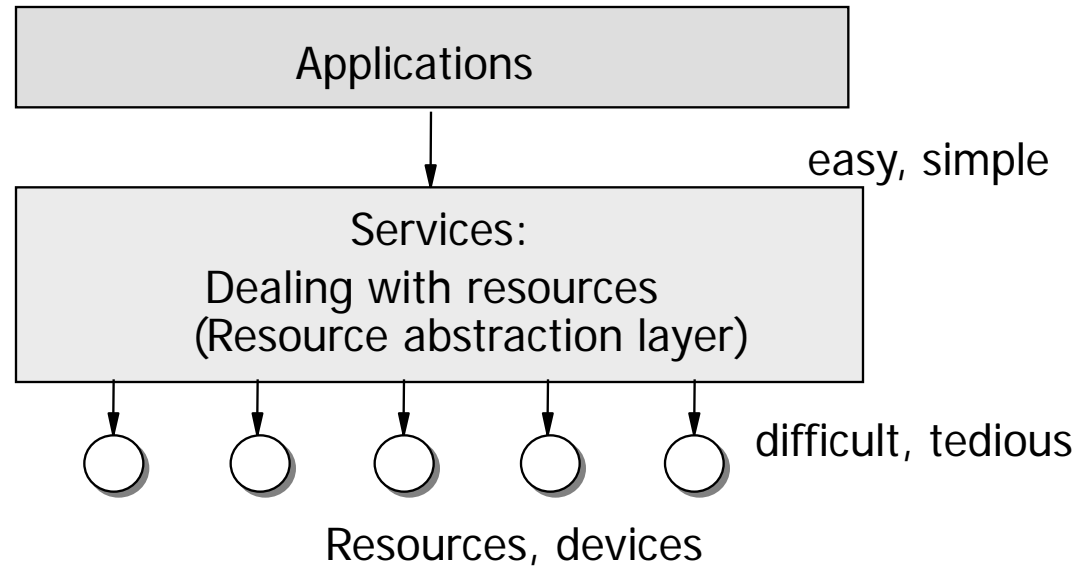 Applications
easy, simple
Services:
Dealing with resources
(Resource abstraction layer)
difficult, tedious
Resources, devices